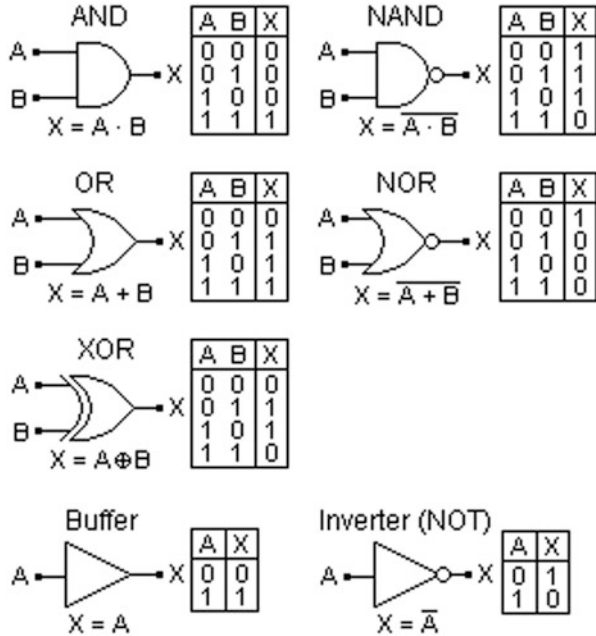 AND
A B X
0 0 0
0 1 0
1 0 0
1 1 1
A
B
X
X = A · B
NAND
A B X
0 0 1
0 1 1
1 0 1
1 1 0
A
B
X
X = \overline{A · B}
OR
A B X
0 0 0
0 1 1
1 0 1
1 1 1
A
B
X
X = A + B
NOR
A B X
0 0 1
0 1 0
1 0 0
1 1 0
A
B
X
X = \overline{A + B}
XOR
A B X
0 0 0
0 1 1
1 0 1
1 1 0
A
B
X
X = A⊕B
Buffer
A X
0 0
1 1
A
X
X = A
Inverter (NOT)
A X
0 1
1 0
A
X
X = \overline{A}